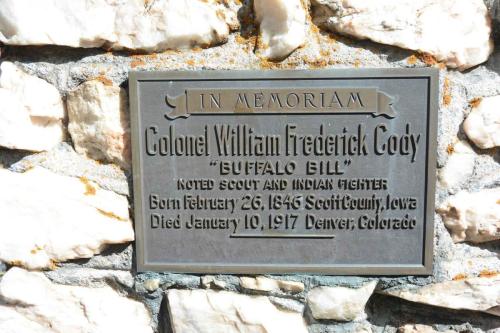 IN MEMORIAM
Colonel William Frederick Cody
"BUFFALO BILL"
NOTED SCOUT AND INDIAN FIGHTER
Born February 26, 1846 Scott County, Iowa
Died January 10, 1917 Denver, Colorado